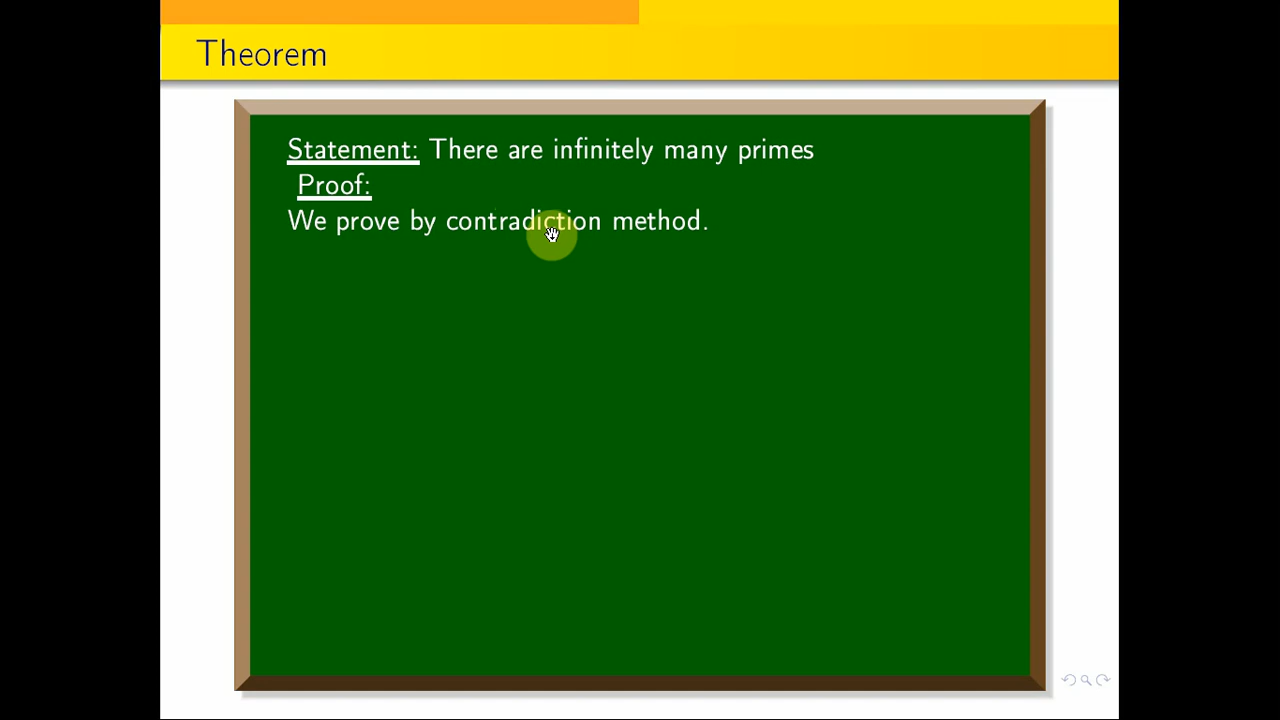 Theorem
Statement: There are infinitely many primes
Proof:
We prove by contradiction method.